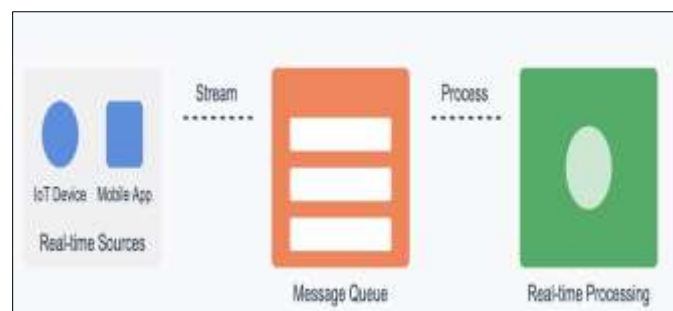 Stream
Process
IoT Device
Mobile App
Real-time Sources
Message Queue
Real-time Processing